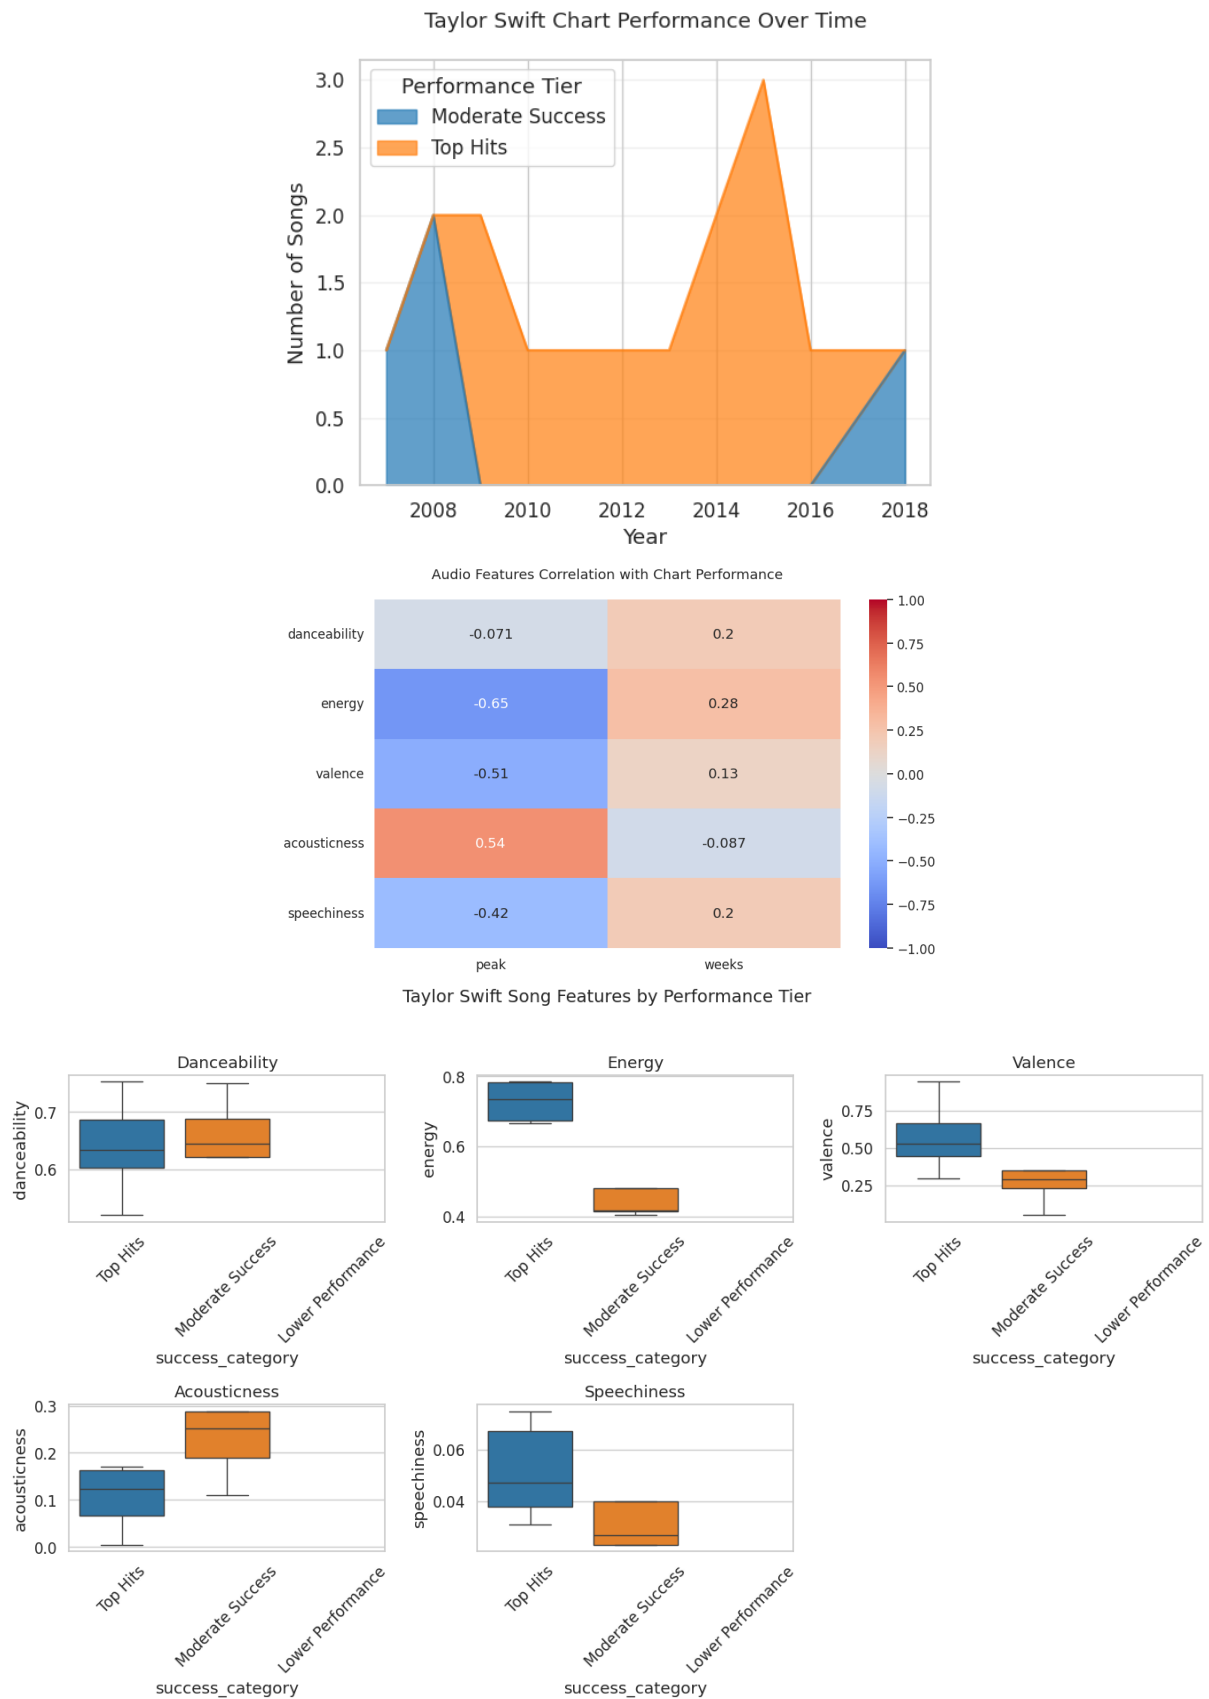 Taylor Swift Chart Performance Over Time
Performance Tier
Moderate Success
Top Hits
Number of Songs
3.0
2.5
2.0
1.5
1.0
0.5
0.0
2008 2010 2012 2014 2016 2018
Year
Audio Features Correlation with Chart Performance
danceability -0.071 0.2
energy -0.65 0.28
valence -0.51 0.13
acousticness 0.54 -0.087
speechiness -0.42 0.2
peak weeks
1.00
0.75
0.50
0.25
0.00
−0.25
−0.50
−0.75
−1.00
Taylor Swift Song Features by Performance Tier
Danceability
danceability
0.7
0.6
Top Hits
Moderate Success
Lower Performance
success_category
Energy
energy
0.8
0.6
0.4
Top Hits
Moderate Success
Lower Performance
success_category
Valence
valence
0.75
0.50
0.25
Top Hits
Moderate Success
Lower Performance
success_category
Acousticness
acousticness
0.3
0.2
0.1
0.0
Top Hits
Moderate Success
Lower Performance
success_category
Speechiness
speechiness
0.06
0.04
Top Hits
Moderate Success
Lower Performance
success_category